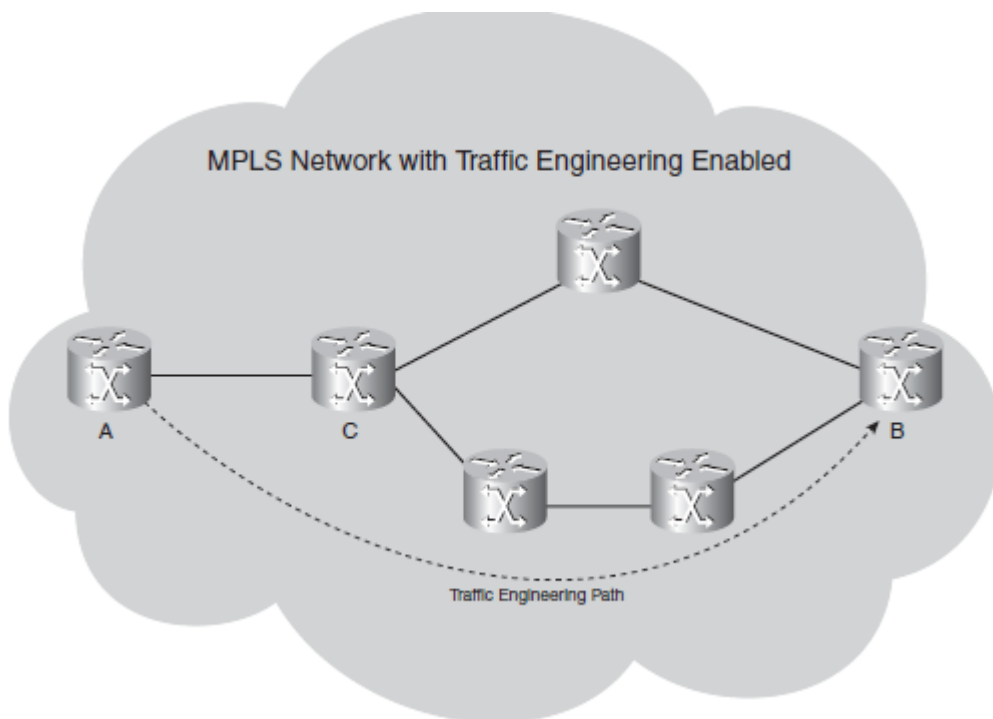 MPLS Network with Traffic Engineering Enabled
A
C
B
Traffic Engineering Path